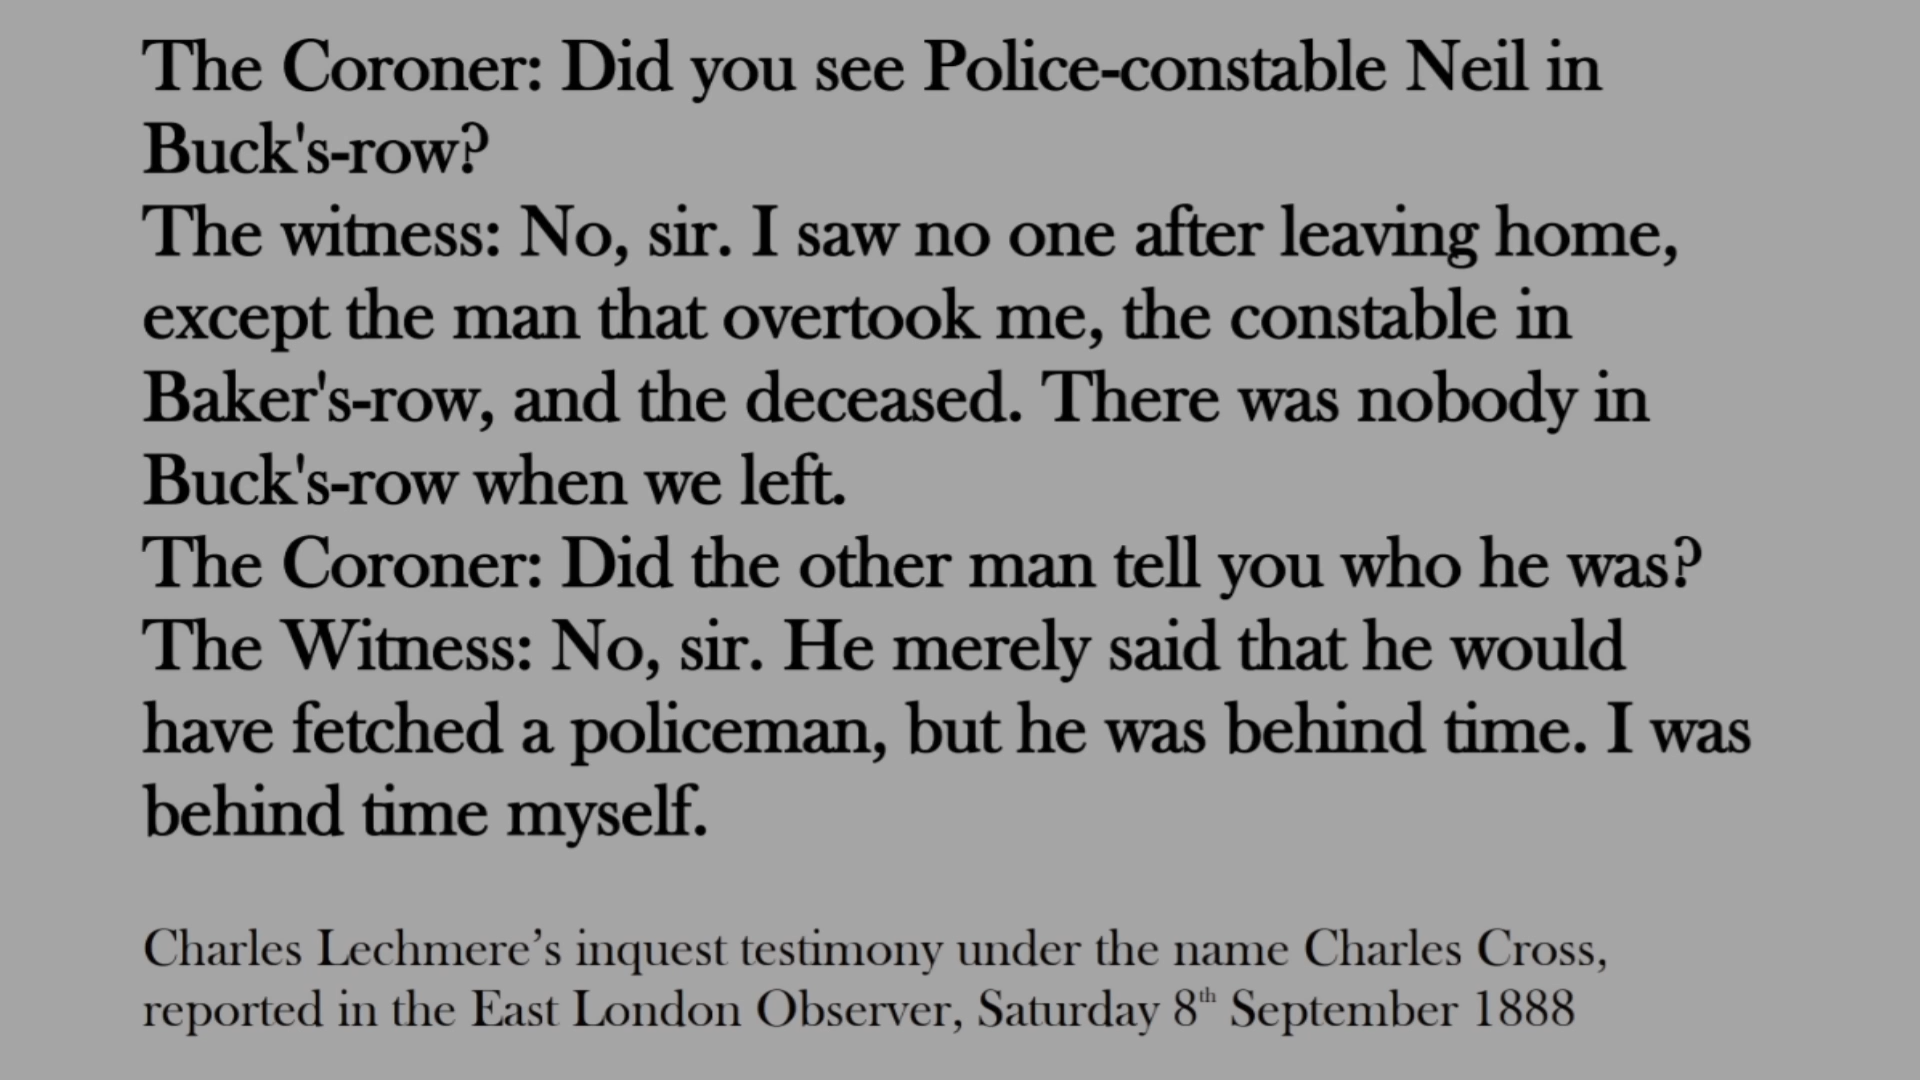 The Coroner: Did you see Police-constable Neil in
Buck's-row?
The witness: No, sir. I saw no one after leaving home,
except the man that overtook me, the constable in
Baker's-row, and the deceased. There was nobody in
Buck's-row when we left.
The Coroner: Did the other man tell you who he was?
The Witness: No, sir. He merely said that he would
have fetched a policeman, but he was behind time. I was
behind time myself.
Charles Lechmere’s inquest testimony under the name Charles Cross,
reported in the East London Observer, Saturday 8th September 1888